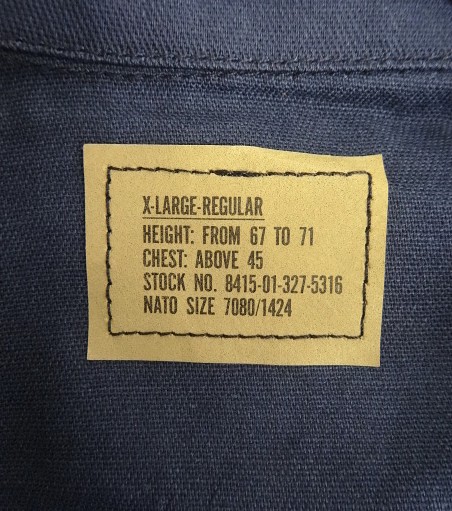 X-LARGE-REGULAR
HEIGHT: FROM 67 TO 71
CHEST: ABOVE 45
STOCK NO. 8415-01-327-5316
NATO SIZE 7080/1424